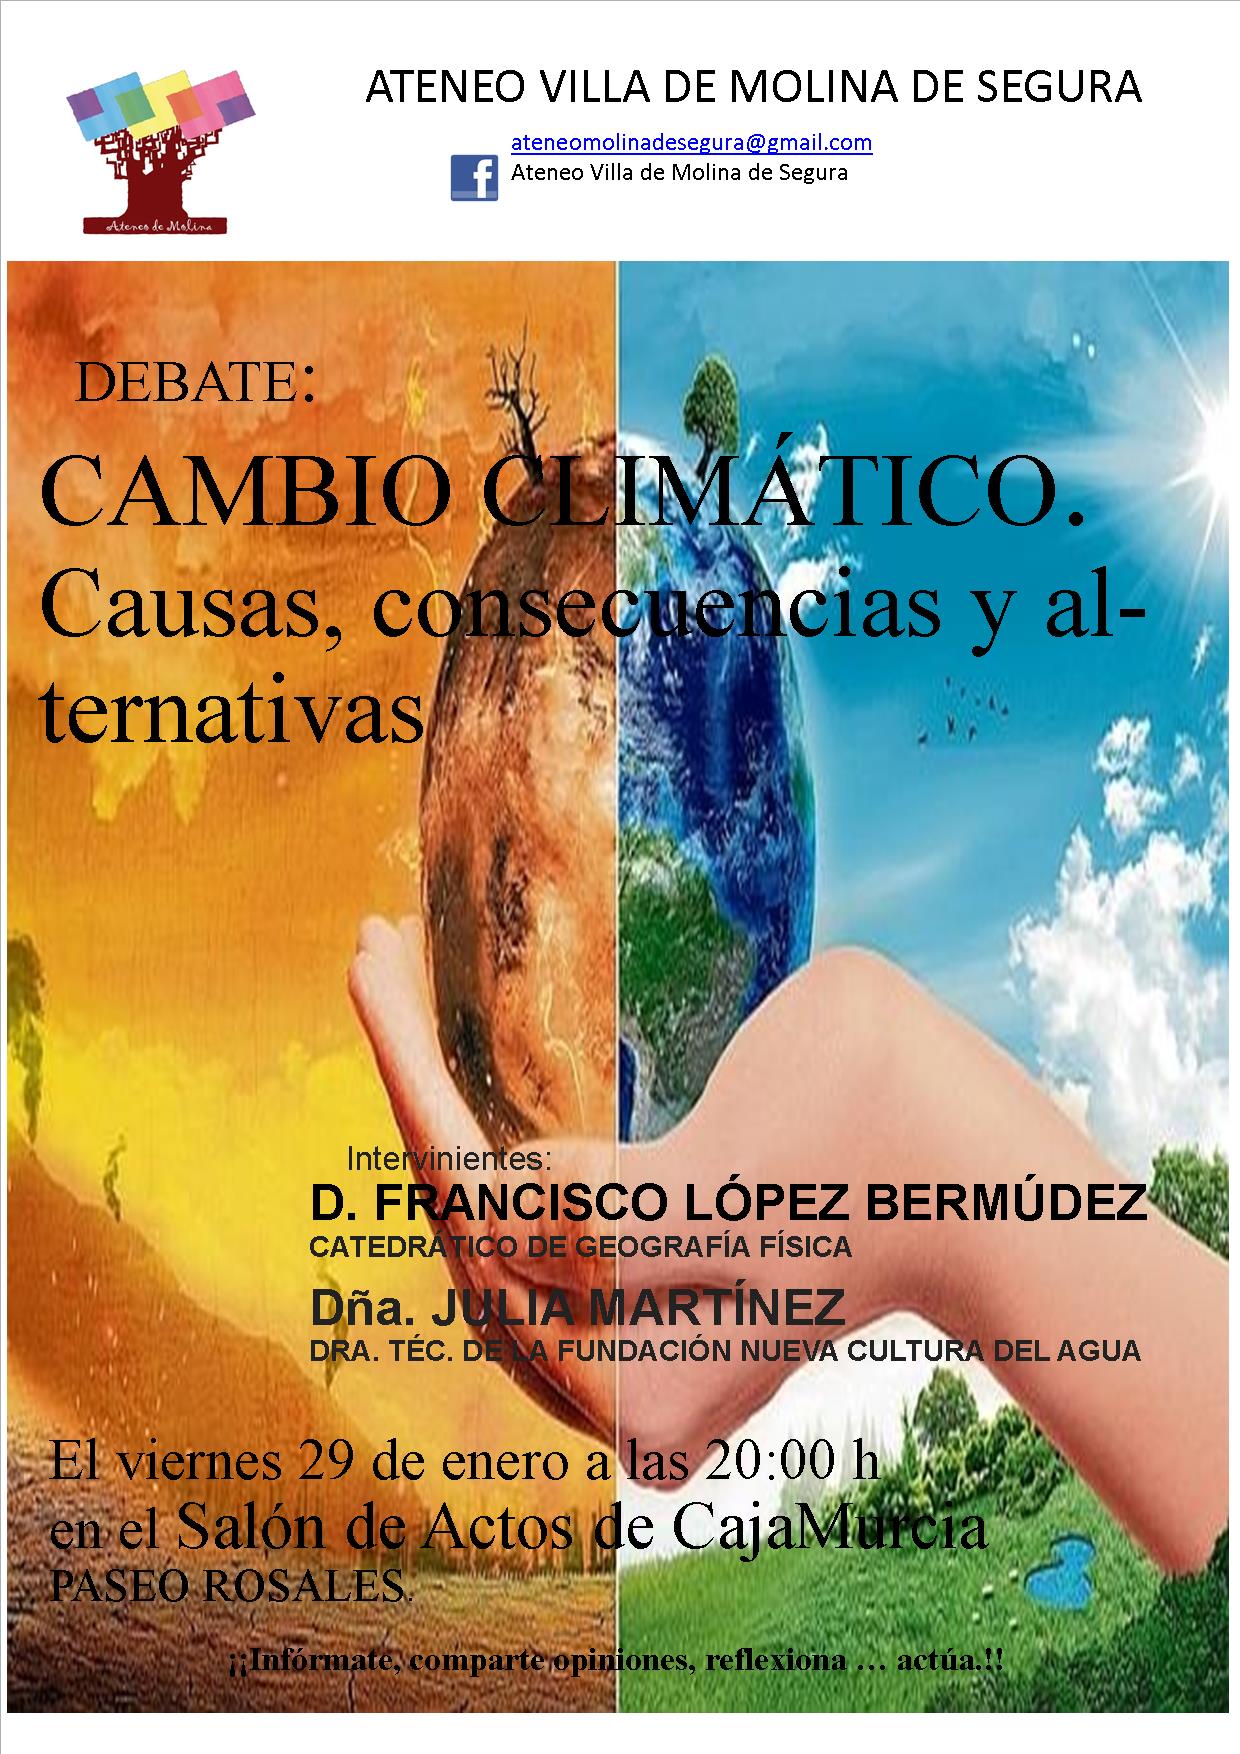 ATENEO VILLA DE MOLINA DE SEGURA
ateneomolinadesegura@gmail.com
f
Ateneo Villa de Molina de Segura
Ateneo de Molina
DEBATE:
CAMBIO CLIMÁTICO.
Causas, consecuencias y al-
ternativas
Intervinientes:
D. FRANCISCO LÓPEZ BERMÚDEZ
CATEDRÁTICO DE GEOGRAFÍA FÍSICA
Dña. JULIA MARTÍNEZ
DRA. TÉC. DE LA FUNDACIÓN NUEVA CULTURA DEL AGUA
El viernes 29 de enero a las 20:00 h
en el Salón de Actos de CajaMurcia
PASEO ROSALES.
¡¡Infórmate, comparte opiniones, reflexiona … actúa.!!